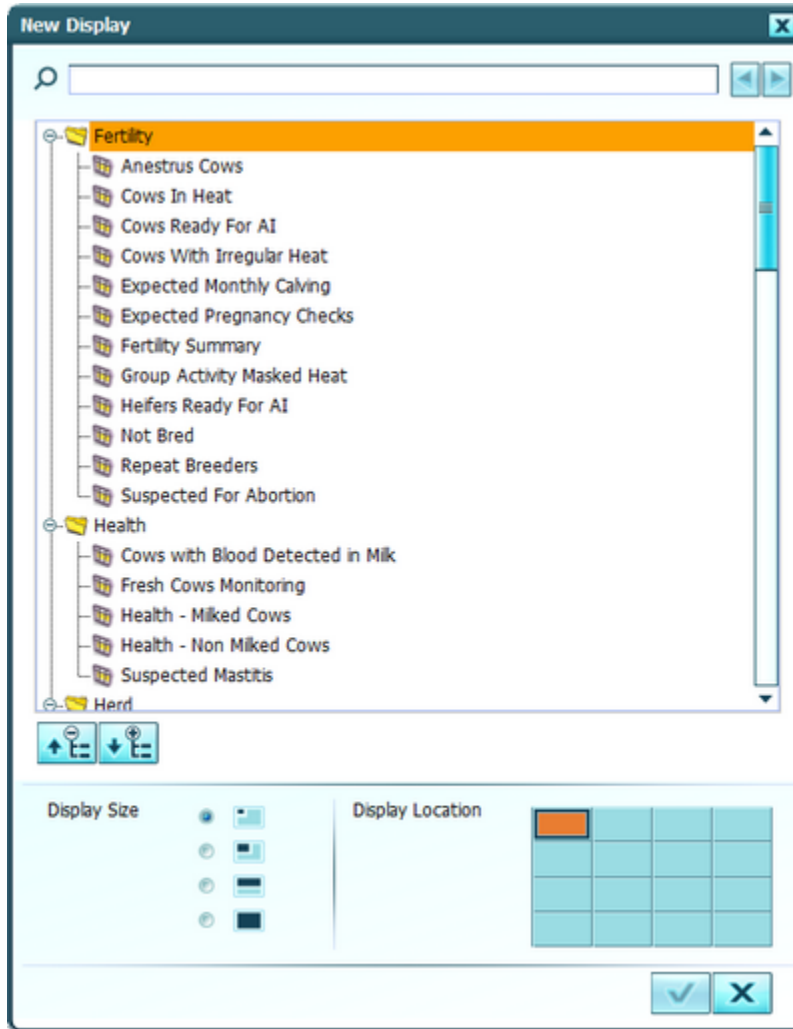 New Display
Fertility
Anestrus Cows
Cows In Heat
Cows Ready For AI
Cows With Irregular Heat
Expected Monthly Calving
Expected Pregnancy Checks
Fertility Summary
Group Activity Masked Heat
Heifers Ready For AI
Not Bred
Repeat Breeders
Suspected For Abortion
Health
Cows with Blood Detected in Milk
Fresh Cows Monitoring
Health - Milked Cows
Health - Non Milked Cows
Suspected Mastitis
Herd
Display Size
Display Location